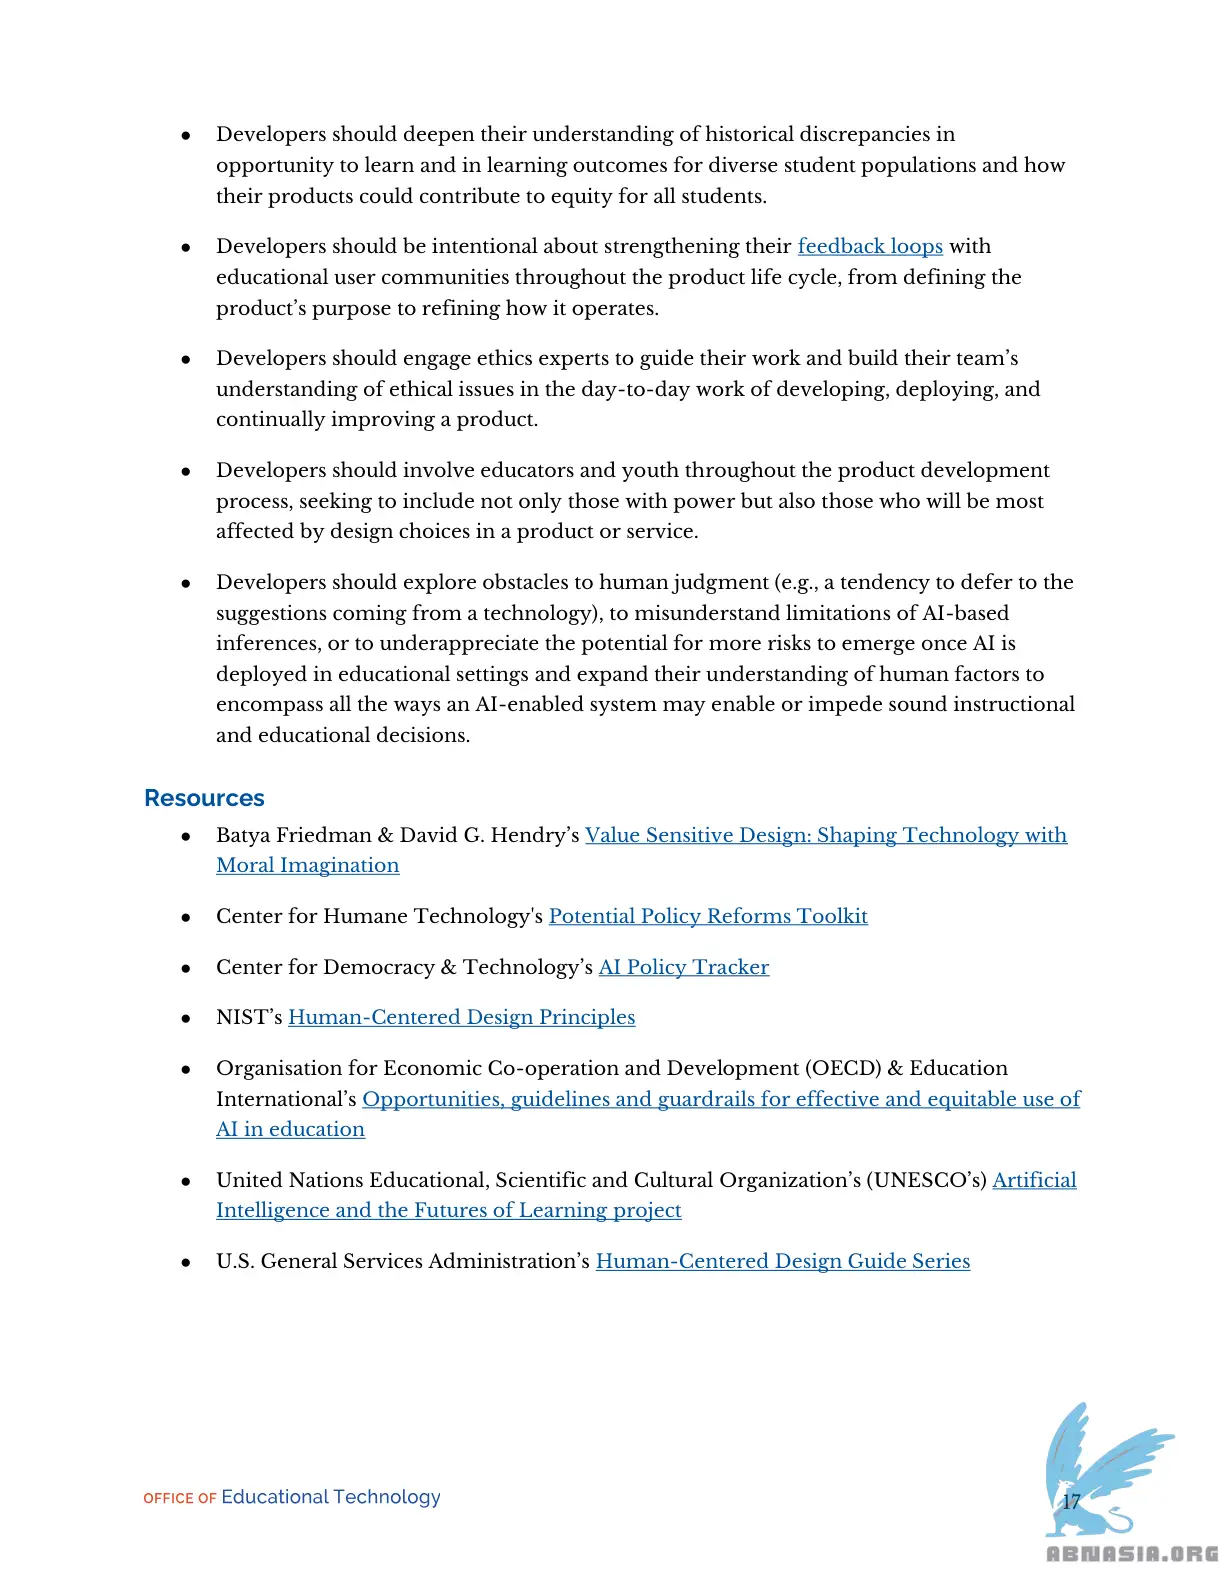 ● Developers should deepen their understanding of historical discrepancies in
opportunity to learn and in learning outcomes for diverse student populations and how
their products could contribute to equity for all students.
● Developers should be intentional about strengthening their feedback loops with
educational user communities throughout the product life cycle, from defining the
product’s purpose to refining how it operates.
● Developers should engage ethics experts to guide their work and build their team’s
understanding of ethical issues in the day-to-day work of developing, deploying, and
continually improving a product.
● Developers should involve educators and youth throughout the product development
process, seeking to include not only those with power but also those who will be most
affected by design choices in a product or service.
● Developers should explore obstacles to human judgment (e.g., a tendency to defer to the
suggestions coming from a technology), to misunderstand limitations of AI-based
inferences, or to underappreciate the potential for more risks to emerge once AI is
deployed in educational settings and expand their understanding of human factors to
encompass all the ways an AI-enabled system may enable or impede sound instructional
and educational decisions.
Resources
● Batya Friedman & David G. Hendry’s Value Sensitive Design: Shaping Technology with
Moral Imagination
● Center for Humane Technology's Potential Policy Reforms Toolkit
● Center for Democracy & Technology’s AI Policy Tracker
● NIST’s Human-Centered Design Principles
● Organisation for Economic Co-operation and Development (OECD) & Education
International’s Opportunities, guidelines and guardrails for effective and equitable use of
AI in education
● United Nations Educational, Scientific and Cultural Organization’s (UNESCO’s) Artificial
Intelligence and the Futures of Learning project
● U.S. General Services Administration’s Human-Centered Design Guide Series
OFFICE OF Educational Technology
17
ABNASIA.ORG